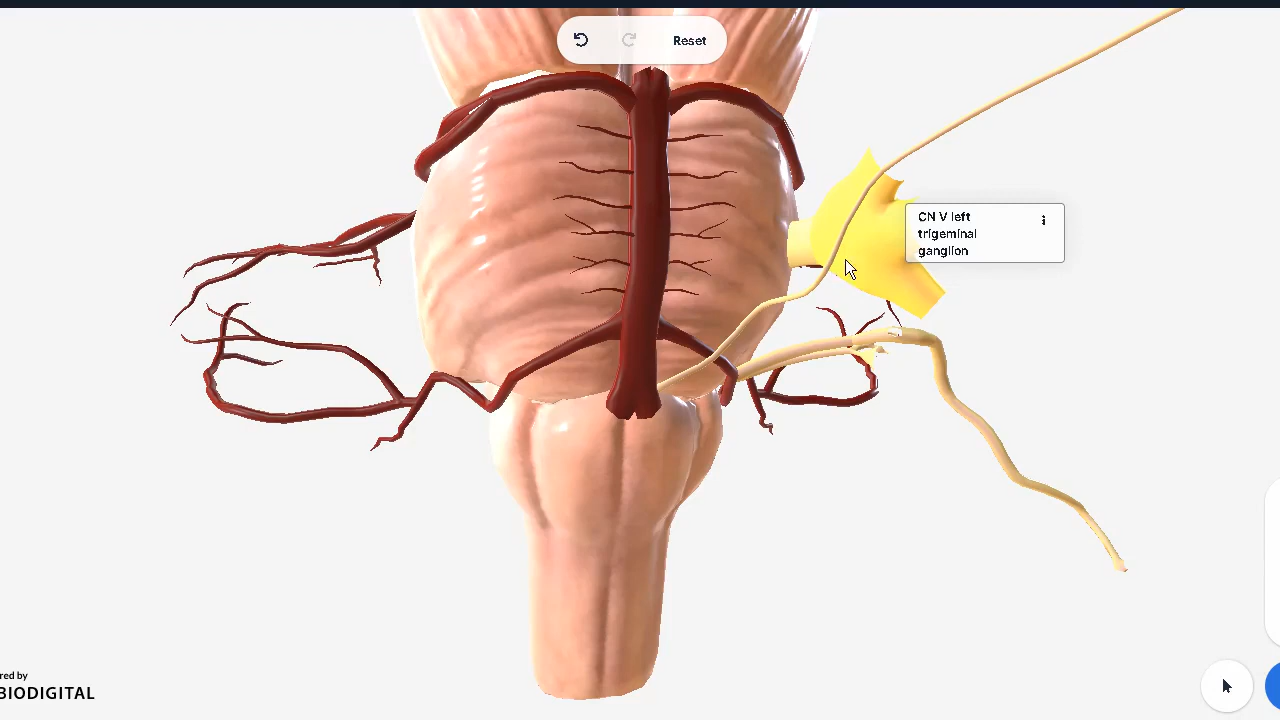 Reset
CN V left
trigeminal
ganglion
red by
BIODIGITAL